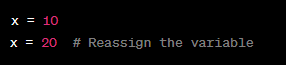 x = 10
x = 20  # Reassign the variable